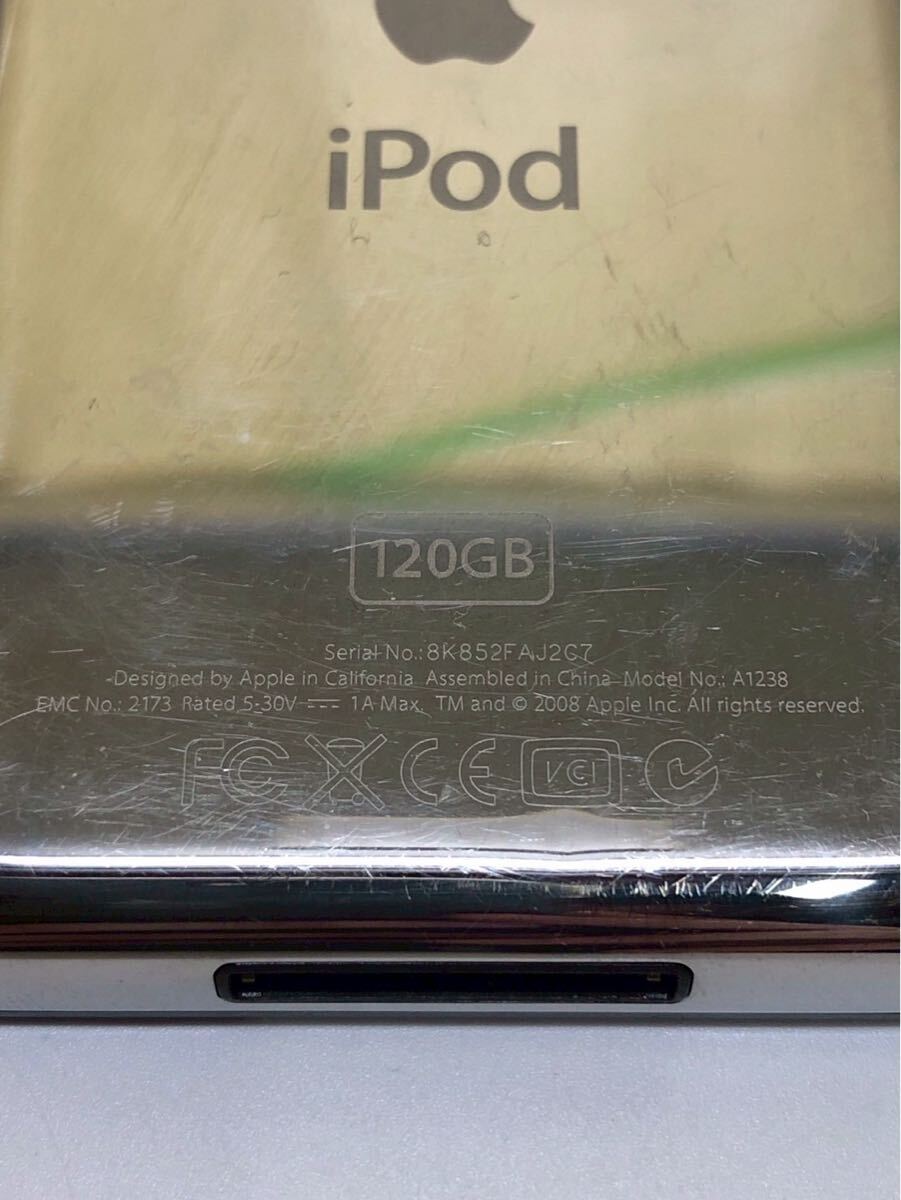 iPod
120GB
Serial No.: 8K852FAJ2C7
Designed by Apple in California Assembled in China Model No.: A1238
EMC No.: 2173 Rated 5-30V ⎓ 1A Max. TM and © 2008 Apple Inc. All rights reserved.
FC CE VCI